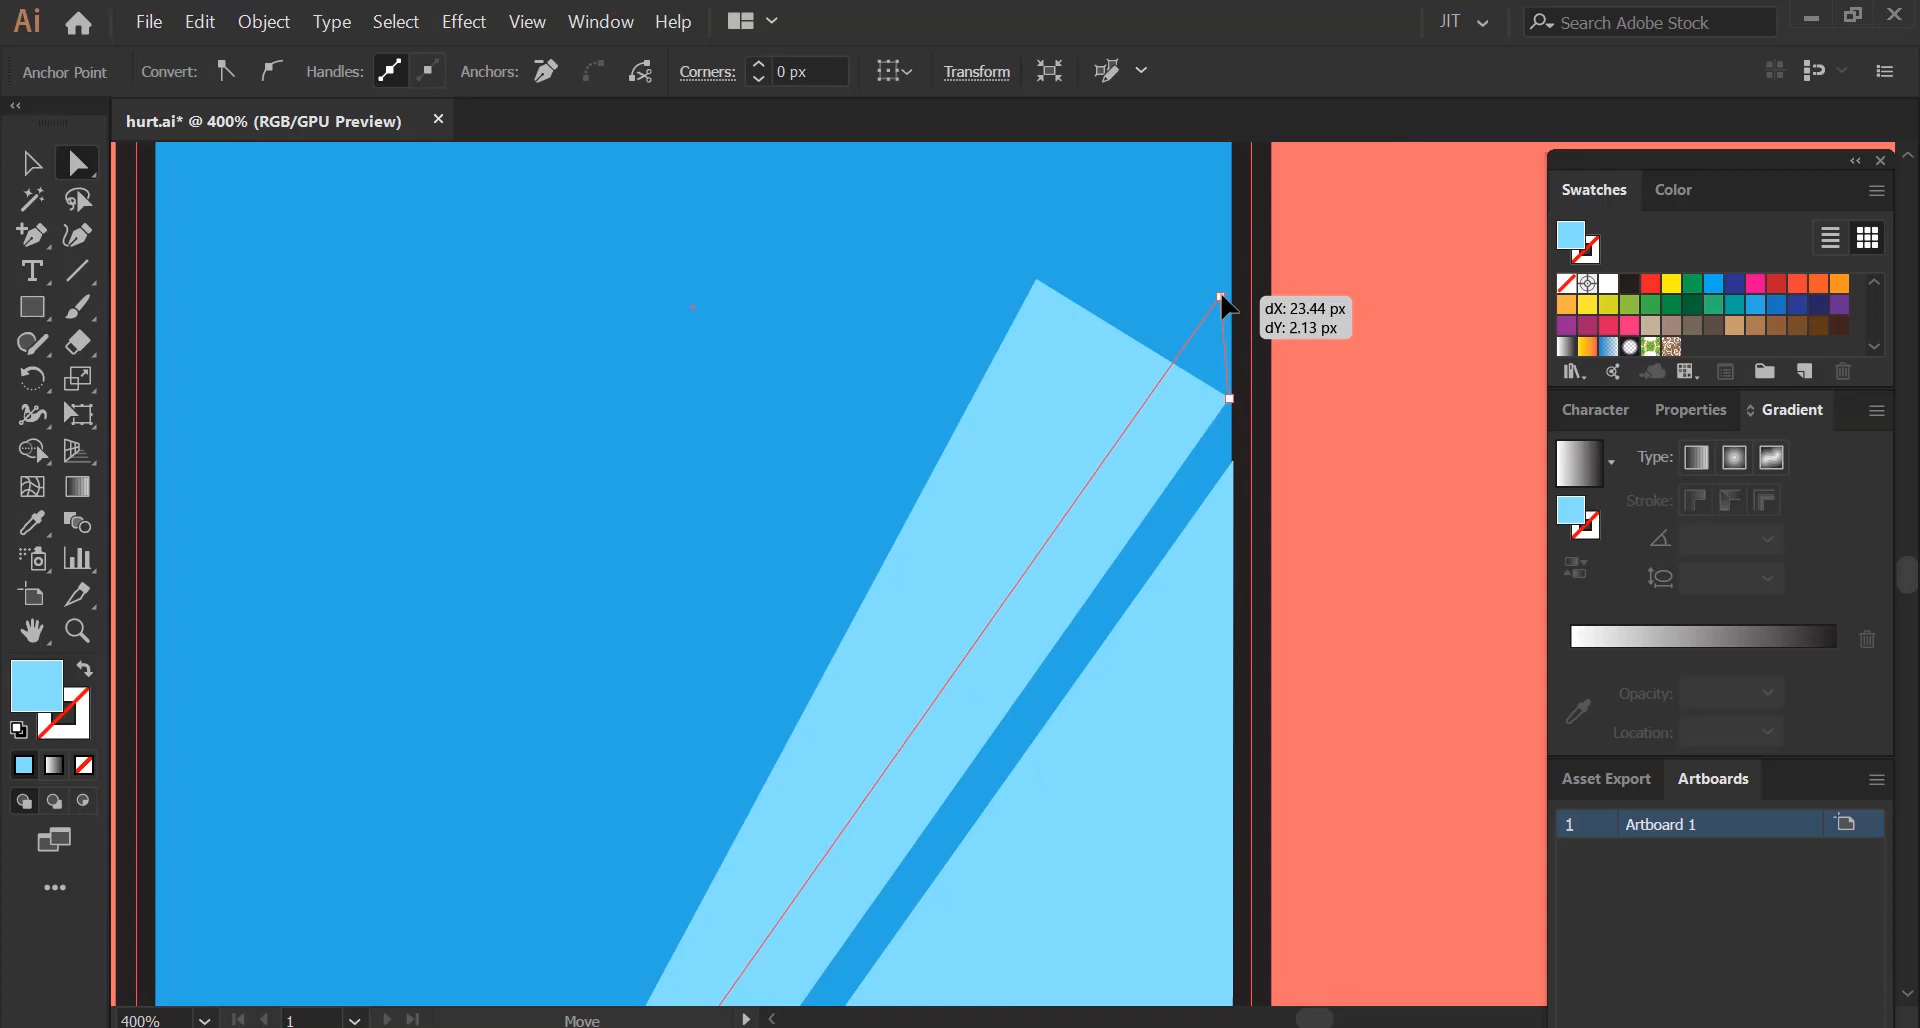 Ai File Edit Object Type Select Effect View Window Help JIT Search Adobe Stock
Anchor Point Convert: Handles: Anchors: Corners: 0 px Transform
hurt.ai* @ 400% (RGB/GPU Preview)
Swatches Color
dX: 23.44 px
dY: 2.13 px
Character Properties Gradient
Type:
Stroke:
Opacity:
Location:
Asset Export Artboards
1 Artboard 1
400% 1 Move